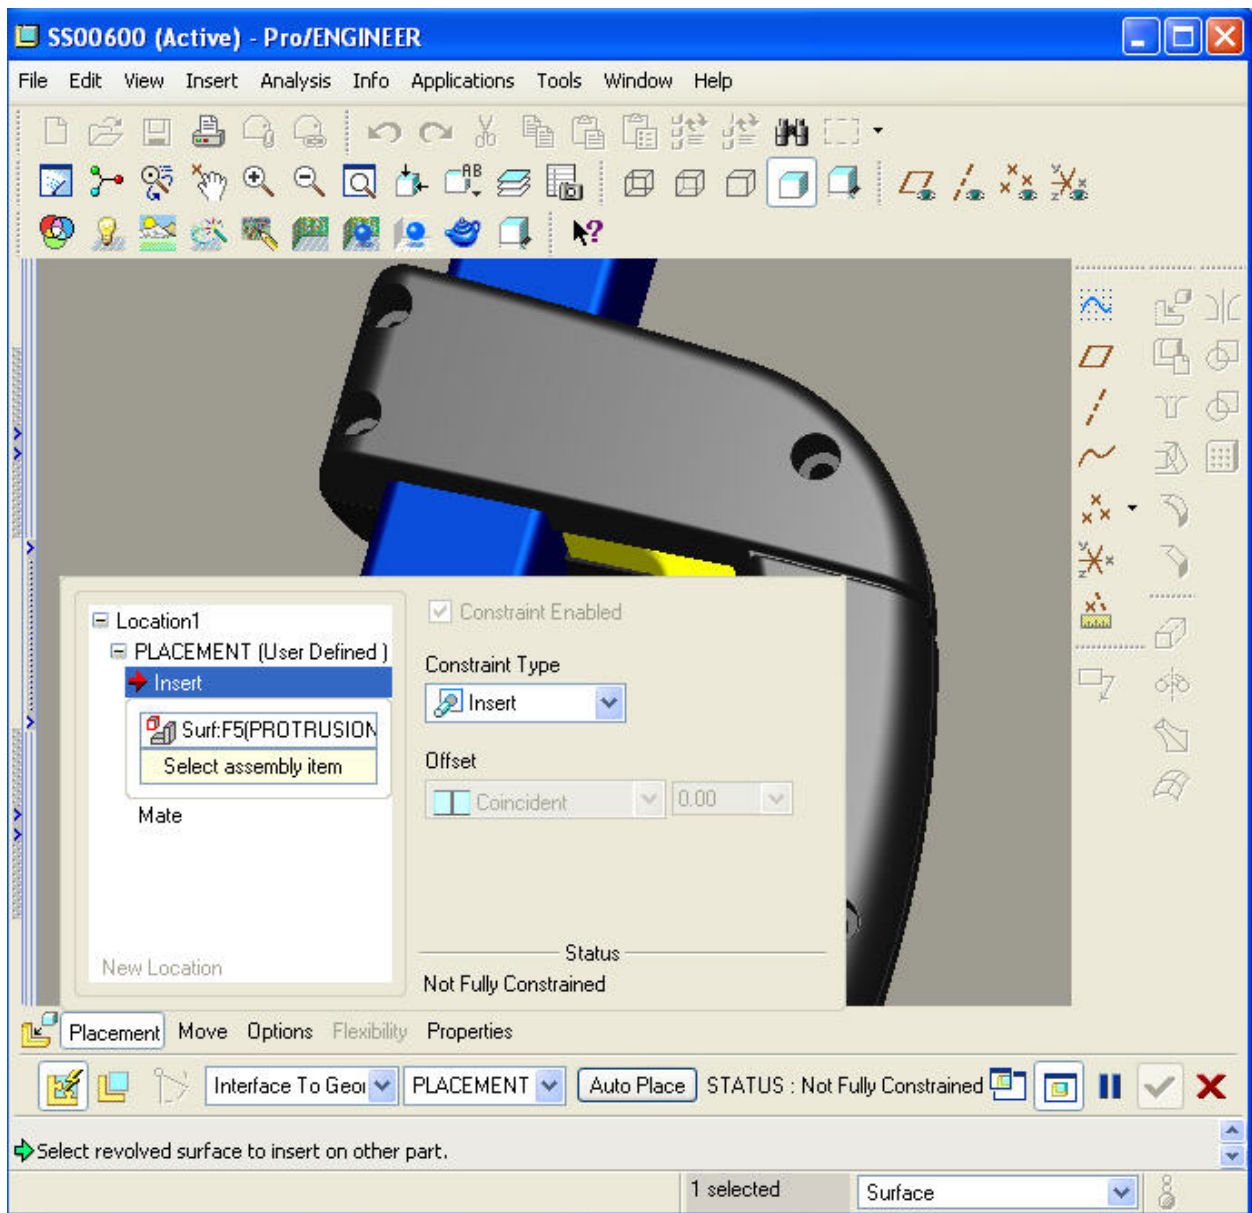 SS00600 (Active) - Pro/ENGINEER
File Edit View Insert Analysis Info Applications Tools Window Help
Location1
PLACEMENT (User Defined )
Insert
Surf:F5(PROTRUSION
Select assembly item
Mate
New Location
Constraint Enabled
Constraint Type
Insert
Offset
Coincident 0.00
Status
Not Fully Constrained
Placement Move Options Flexibility Properties
Interface To Geo PLACEMENT Auto Place STATUS : Not Fully Constrained
Select revolved surface to insert on other part.
1 selected Surface